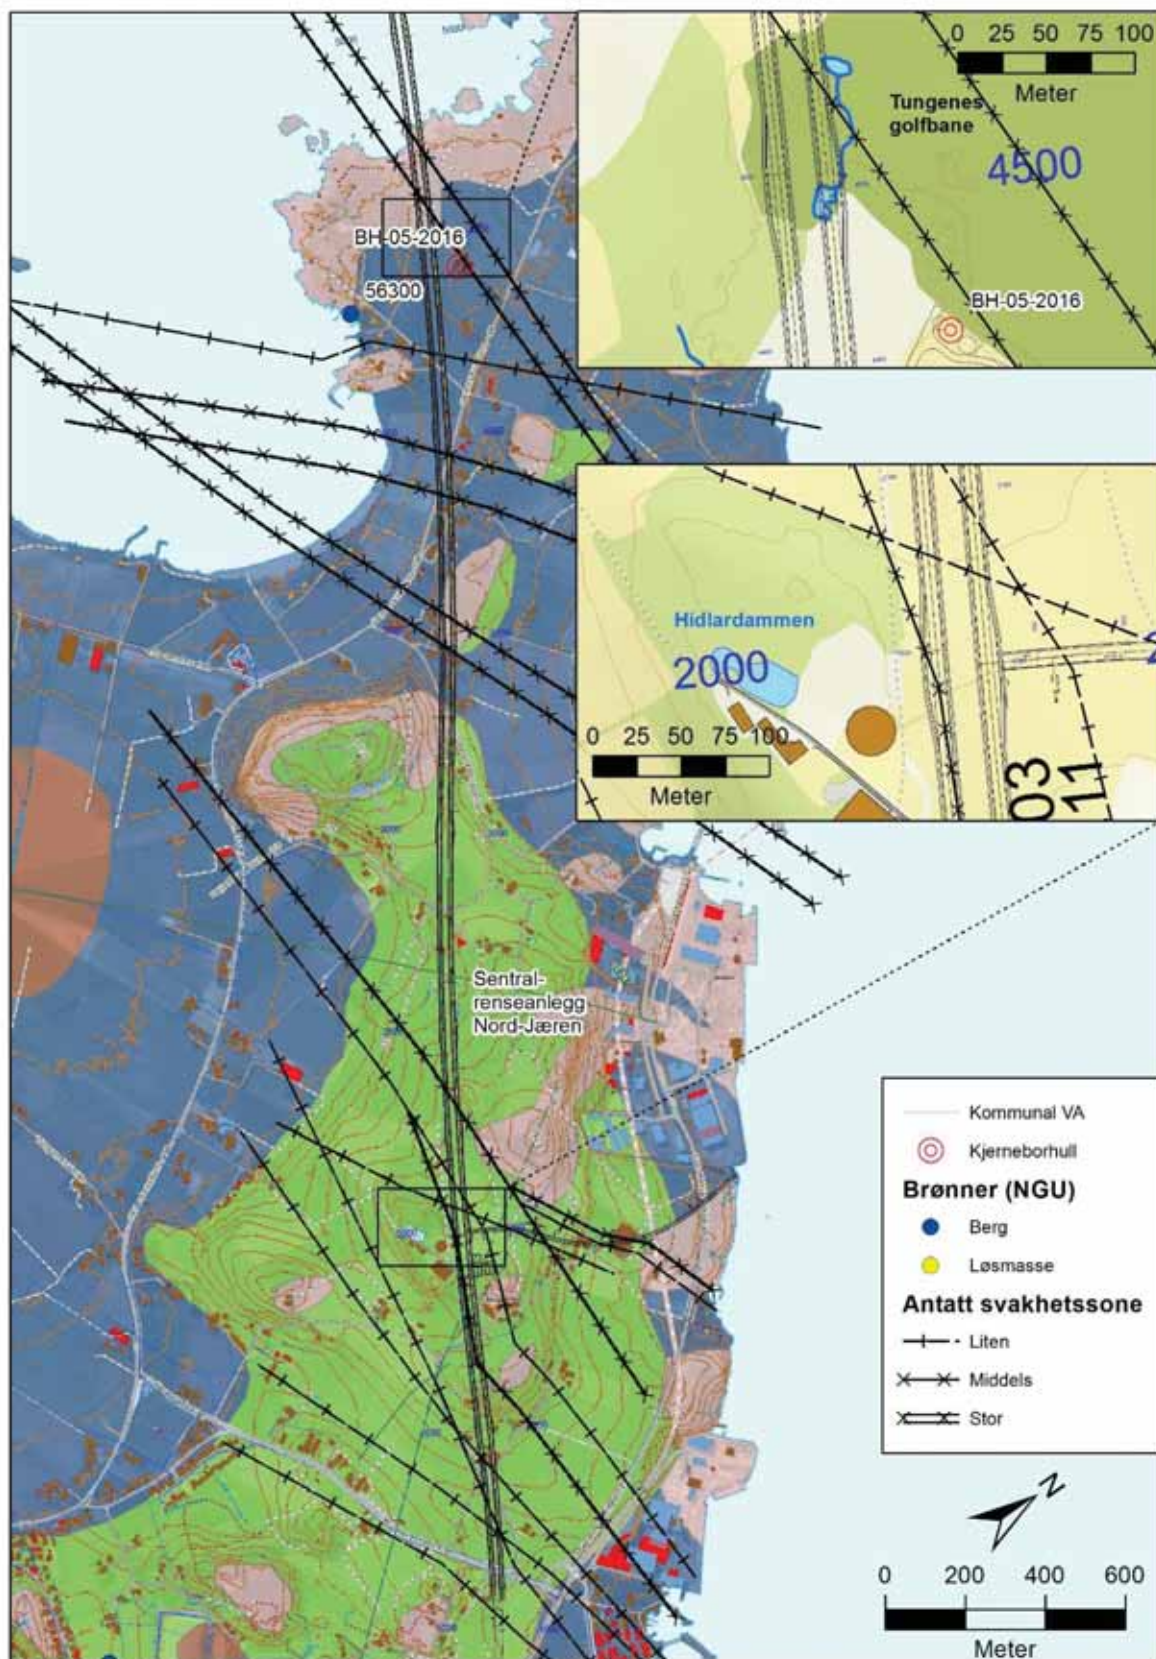 0 25 50 75 100
Meter
Tungenes
golfbane
4500
BH-05-2016
BH-05-2016
56300
Hidlardammen
2000
0 25 50 75 100
Meter
03
11
Sentral-
renseanlegg
Nord-Jæren
Kommunal VA
Kjerneborhull
Brønner (NGU)
Berg
Løsmasse
Antatt svakhetssone
Liten
Middels
Stor
N
0 200 400 600
Meter